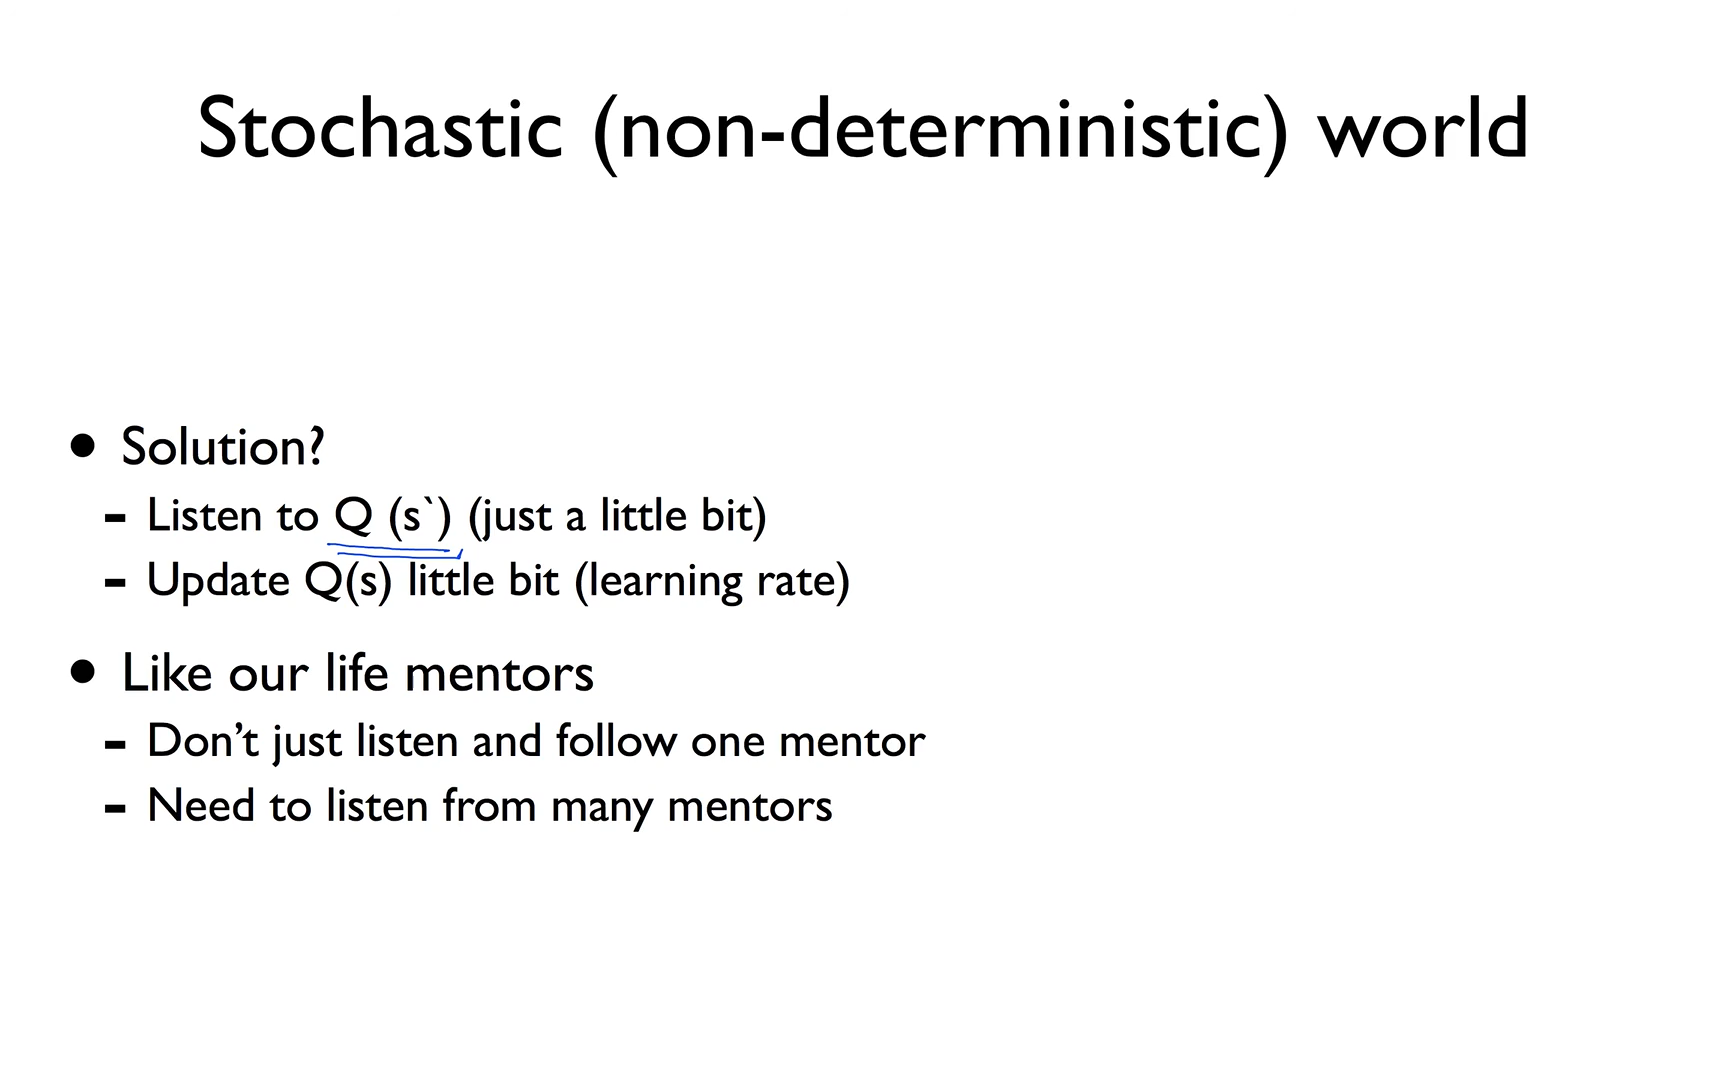 Stochastic (non-deterministic) world
• Solution?
- Listen to Q (s`) (just a little bit)
- Update Q(s) little bit (learning rate)
• Like our life mentors
- Don’t just listen and follow one mentor
- Need to listen from many mentors